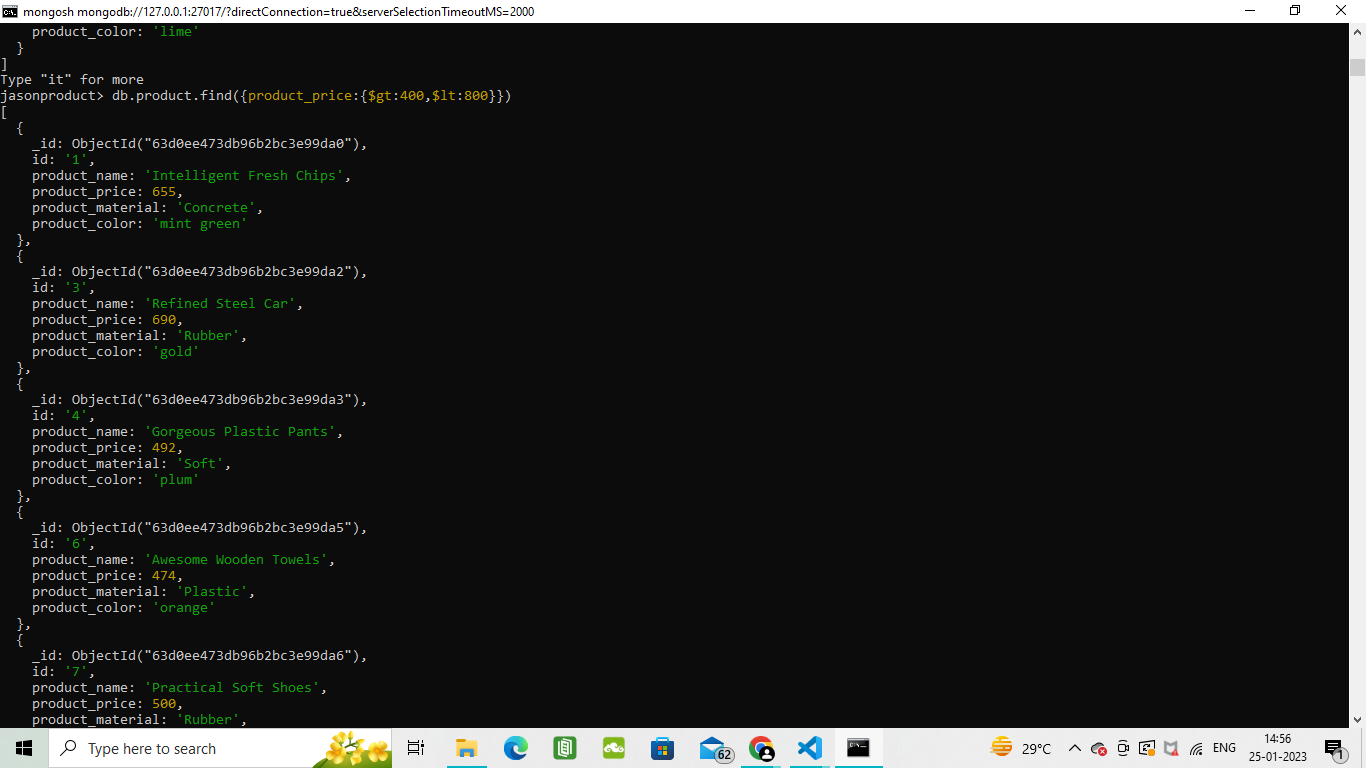 mongosh mongodb://127.0.0.1:27017/?directConnection=true&serverSelectionTimeoutMS=2000
    product_color: 'lime'
  }
]
Type "it" for more
jasonproduct> db.product.find({product_price:{$gt:400,$lt:800}})
[
  {
    _id: ObjectId("63d0ee473db96b2bc3e99da0"),
    id: '1',
    product_name: 'Intelligent Fresh Chips',
    product_price: 655,
    product_material: 'Concrete',
    product_color: 'mint green'
  },
  {
    _id: ObjectId("63d0ee473db96b2bc3e99da2"),
    id: '3',
    product_name: 'Refined Steel Car',
    product_price: 690,
    product_material: 'Rubber',
    product_color: 'gold'
  },
  {
    _id: ObjectId("63d0ee473db96b2bc3e99da3"),
    id: '4',
    product_name: 'Gorgeous Plastic Pants',
    product_price: 492,
    product_material: 'Soft',
    product_color: 'plum'
  },
  {
    _id: ObjectId("63d0ee473db96b2bc3e99da5"),
    id: '6',
    product_name: 'Awesome Wooden Towels',
    product_price: 474,
    product_material: 'Plastic',
    product_color: 'orange'
  },
  {
    _id: ObjectId("63d0ee473db96b2bc3e99da6"),
    id: '7',
    product_name: 'Practical Soft Shoes',
    product_price: 500,
    product_material: 'Rubber',
Type here to search
62
29°C
ENG
14:56
25-01-2023
1